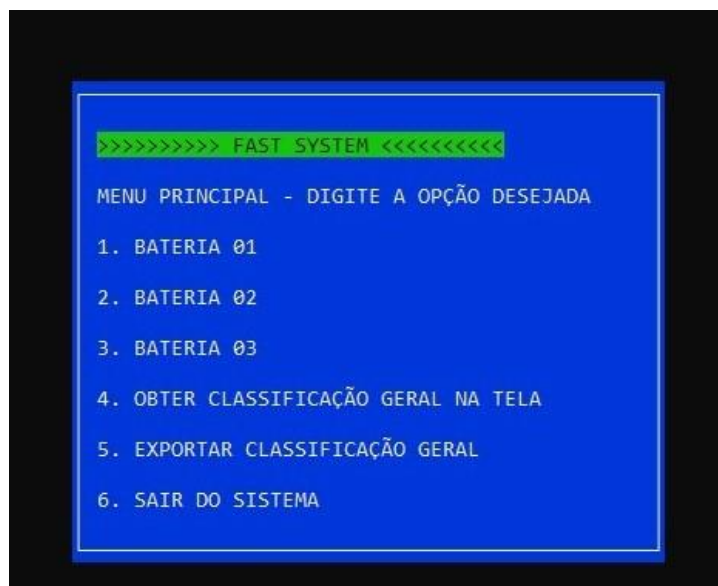 >>>>>>>>>> FAST SYSTEM <<<<<<<<<<
MENU PRINCIPAL - DIGITE A OPÇÃO DESEJADA
1. BATERIA 01
2. BATERIA 02
3. BATERIA 03
4. OBTER CLASSIFICAÇÃO GERAL NA TELA
5. EXPORTAR CLASSIFICAÇÃO GERAL
6. SAIR DO SISTEMA